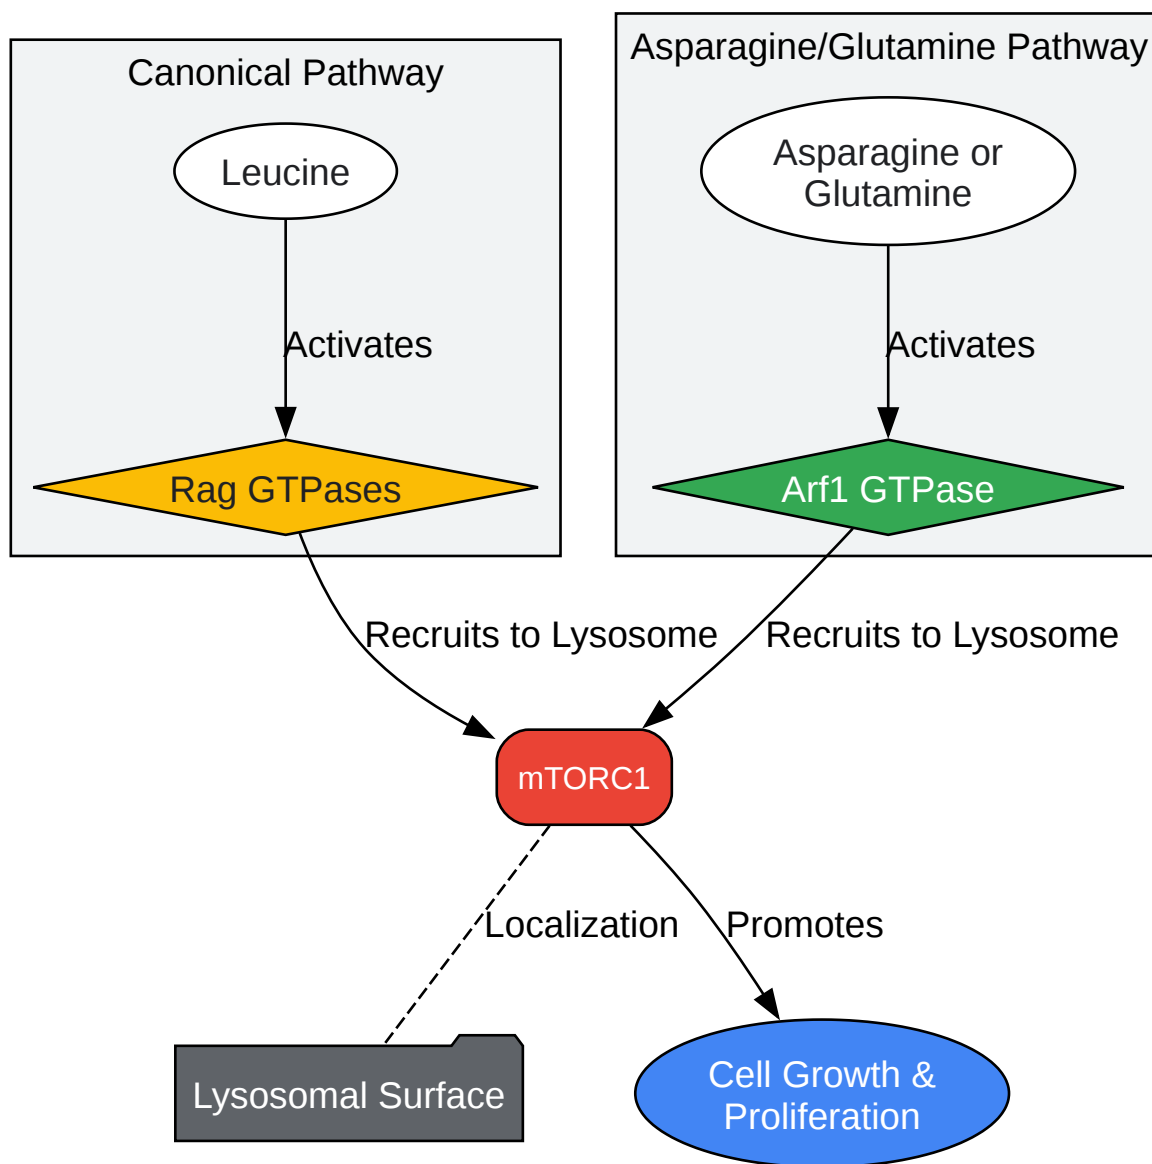 Canonical Pathway
Asparagine/Glutamine Pathway
Leucine
Asparagine or
Glutamine
Activates
Activates
Rag GTPases
Arf1 GTPase
Recruits to Lysosome
Recruits to Lysosome
mTORC1
Localization
Promotes
Lysosomal Surface
Cell Growth &
Proliferation